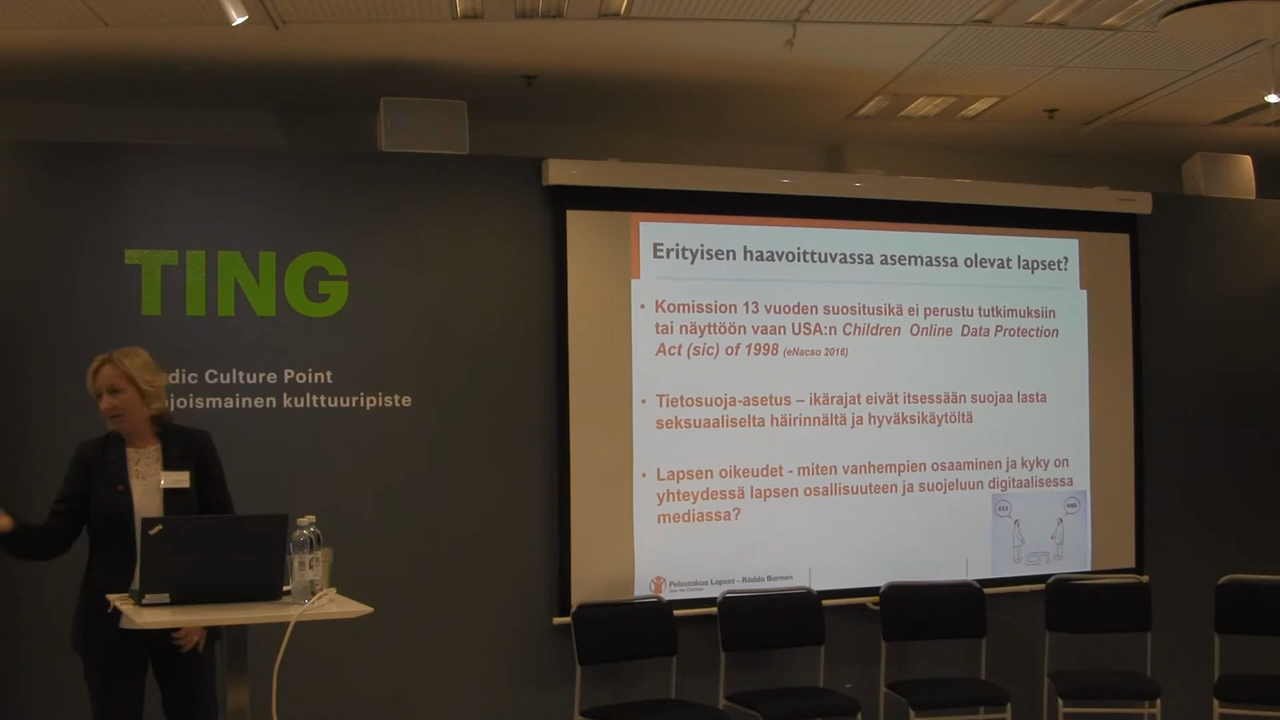 TING
dic Culture Point
joismainen kulttuuripiste
Erityisen haavoittuvassa asemassa olevat lapset?
• Komission 13 vuoden suositusikä ei perustu tutkimuksiin
tai näyttöön vaan USA:n Children Online Data Protection
Act (sic) of 1998 (eNacso 2016)
• Tietosuoja-asetus – ikärajat eivät itsessään suojaa lasta
seksuaaliselta häirinnältä ja hyväksikäytöltä
• Lapsen oikeudet - miten vanhempien osaaminen ja kyky on
yhteydessä lapsen osallisuuteen ja suojeluun digitaalisessa
mediassa?
Pelastakaa Lapset - Rädda Barnen